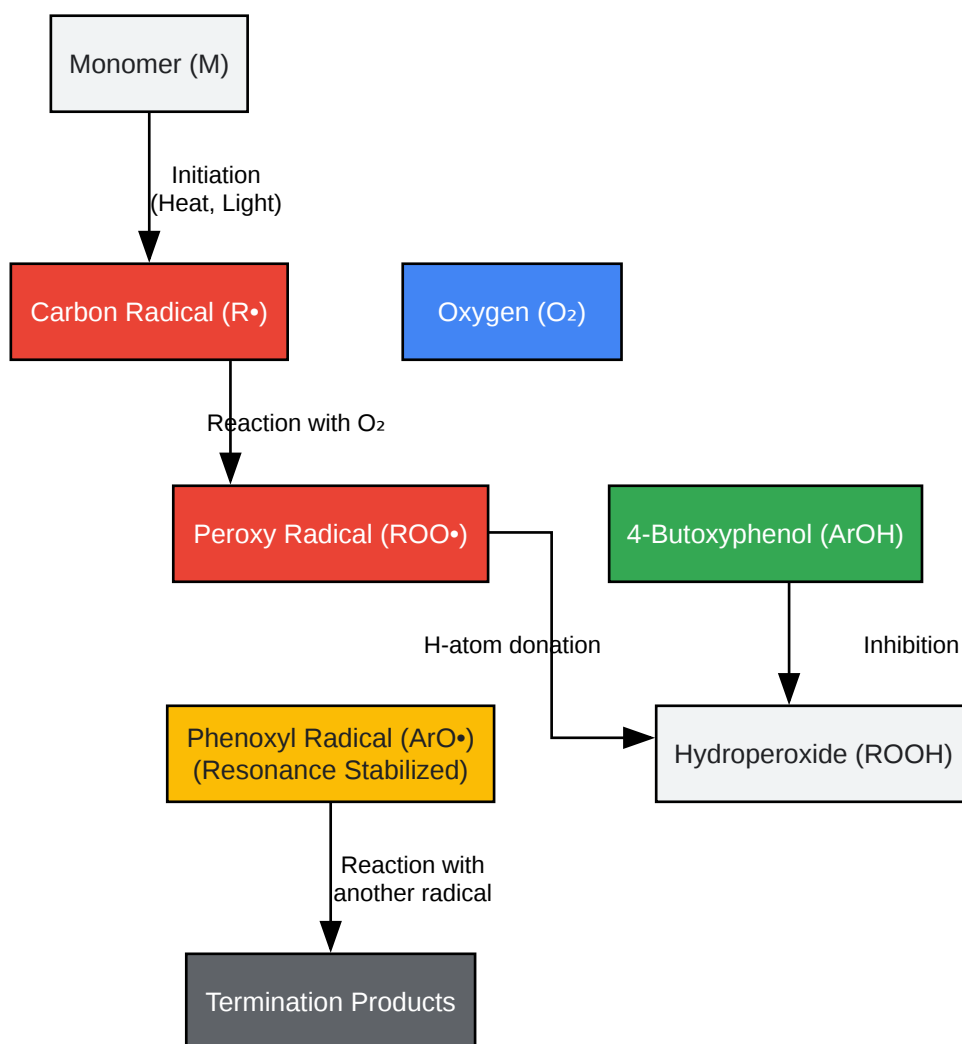 Monomer (M)
Initiation
(Heat, Light)
Carbon Radical (R•)
Oxygen (O₂)
Reaction with O₂
Peroxy Radical (ROO•)
4-Butoxyphenol (ArOH)
H-atom donation
Inhibition
Phenoxyl Radical (ArO•)
(Resonance Stabilized)
Hydroperoxide (ROOH)
Reaction with
another radical
Termination Products